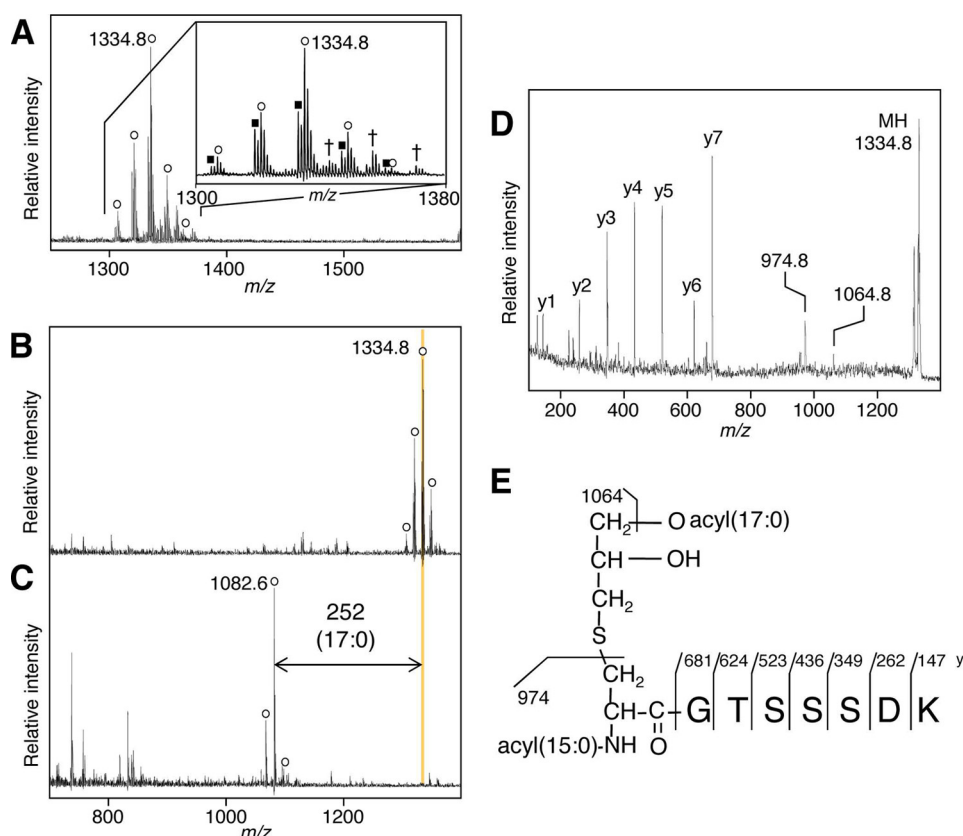 A
Relative intensity
1334.8
1334.8
1300
m/z
1380
1300
1400
1500
m/z
B
Relative intensity
1334.8
C
Relative intensity
1082.6
252
(17:0)
800
1000
1200
m/z
D
Relative intensity
MH
1334.8
y1
y2
y3
y4
y5
y6
y7
974.8
1064.8
200
400
600
800
1000
1200
m/z
E
1064
CH2
O acyl(17:0)
CH
OH
CH2
S
974
CH2
681 624 523 436 349 262 147 y
CH-C-G T S S S D K
acyl(15:0)-NH O